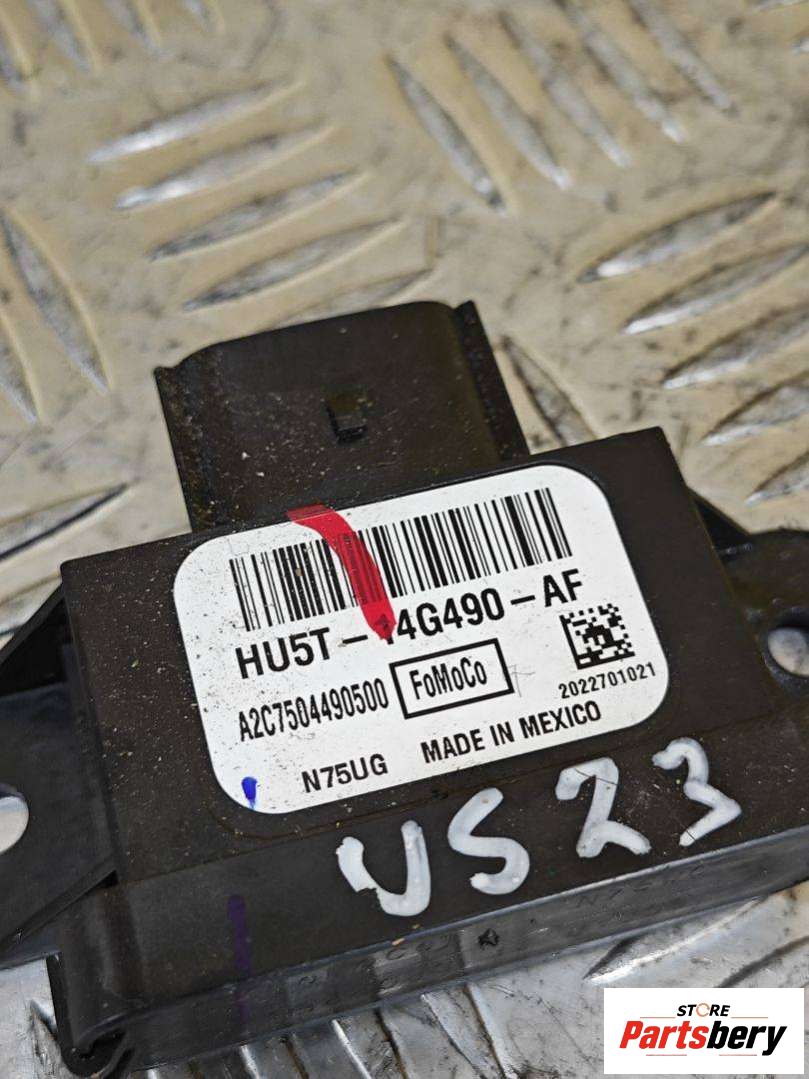 HU5T-14G490-AF
A2C7504490500 FoMoCo 2022701021
N75UG MADE IN MEXICO
US23
STORE
Partsbery